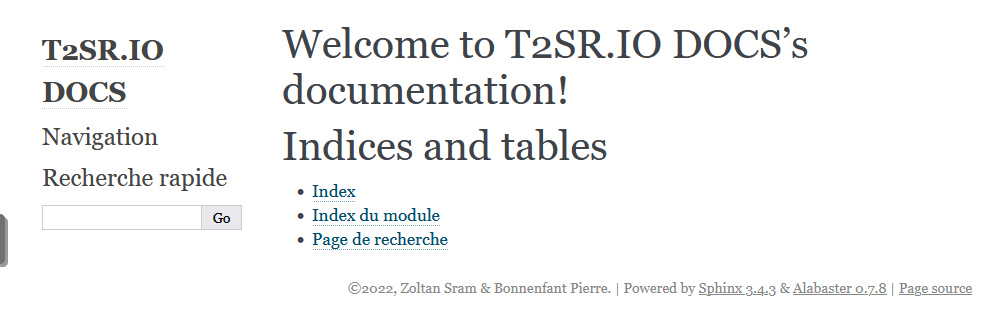 T2SR.IO
DOCS
Navigation
Recherche rapide
Go
Welcome to T2SR.IO DOCS’s
documentation!
Indices and tables
Index
Index du module
Page de recherche
©2022, Zoltan Sram & Bonnenfant Pierre. | Powered by Sphinx 3.4.3 & Alabaster 0.7.8 | Page source